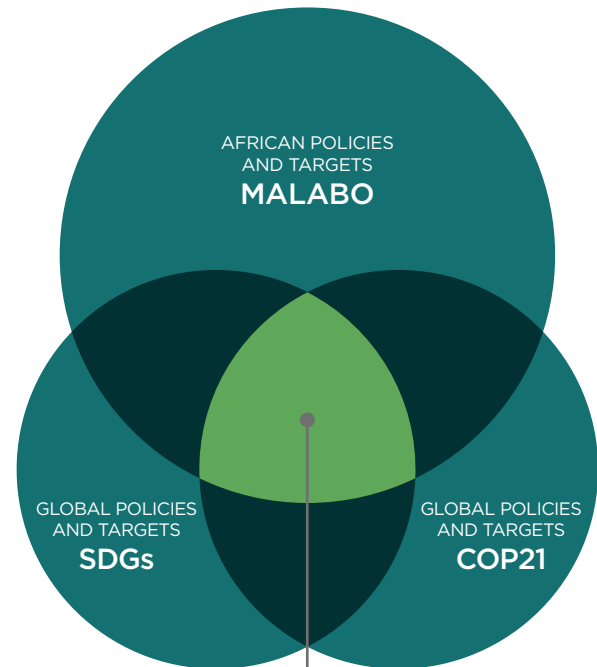 AFRICAN POLICIES
AND TARGETS
MALABO
GLOBAL POLICIES
AND TARGETS
SDGs
GLOBAL POLICIES
AND TARGETS
COP21